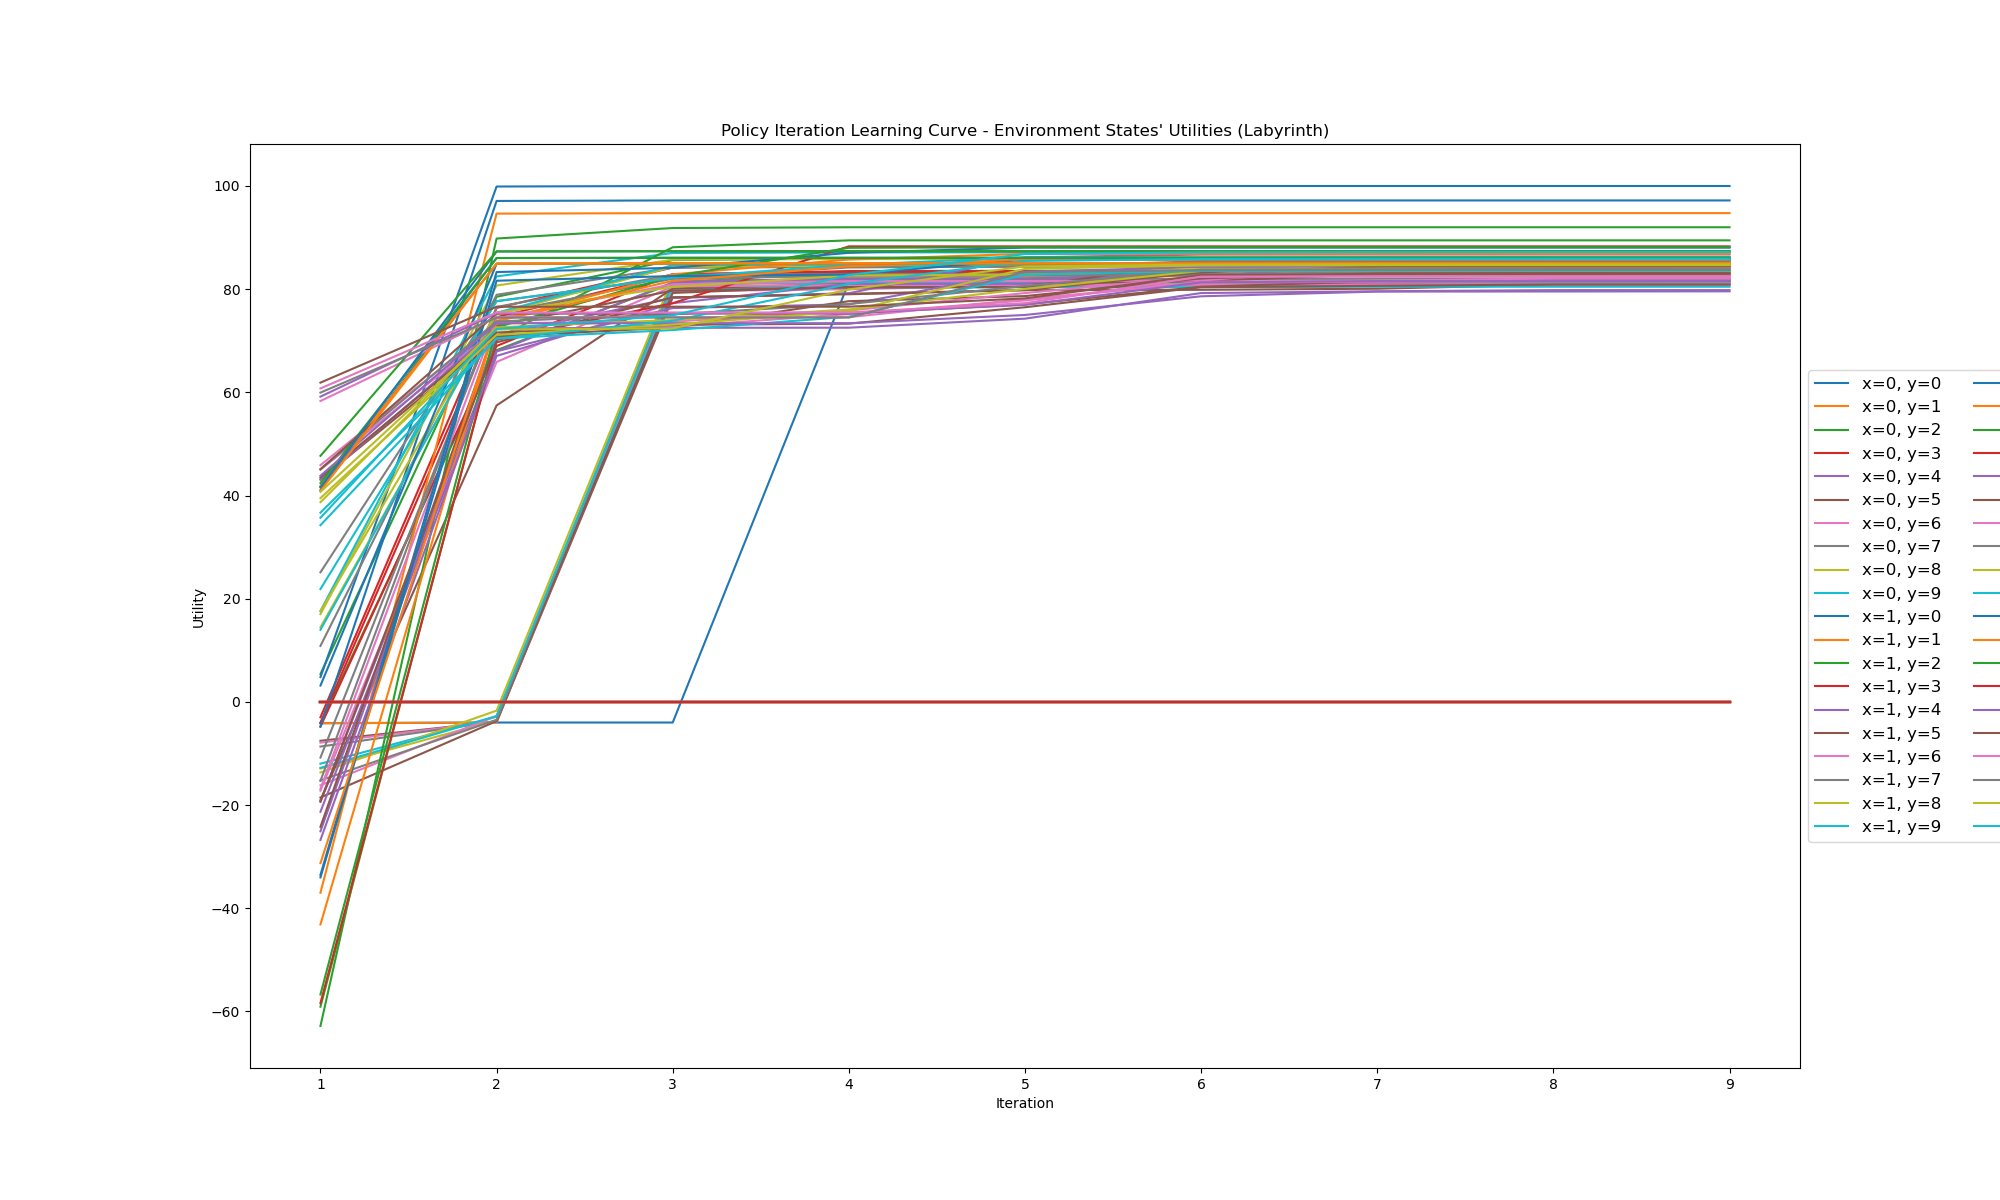 Policy Iteration Learning Curve - Environment States' Utilities (Labyrinth)
100
80
60
40
20
0
−20
−40
−60
Utility
1 2 3 4 5 6 7 8 9
Iteration
x=0, y=0
x=0, y=1
x=0, y=2
x=0, y=3
x=0, y=4
x=0, y=5
x=0, y=6
x=0, y=7
x=0, y=8
x=0, y=9
x=1, y=0
x=1, y=1
x=1, y=2
x=1, y=3
x=1, y=4
x=1, y=5
x=1, y=6
x=1, y=7
x=1, y=8
x=1, y=9